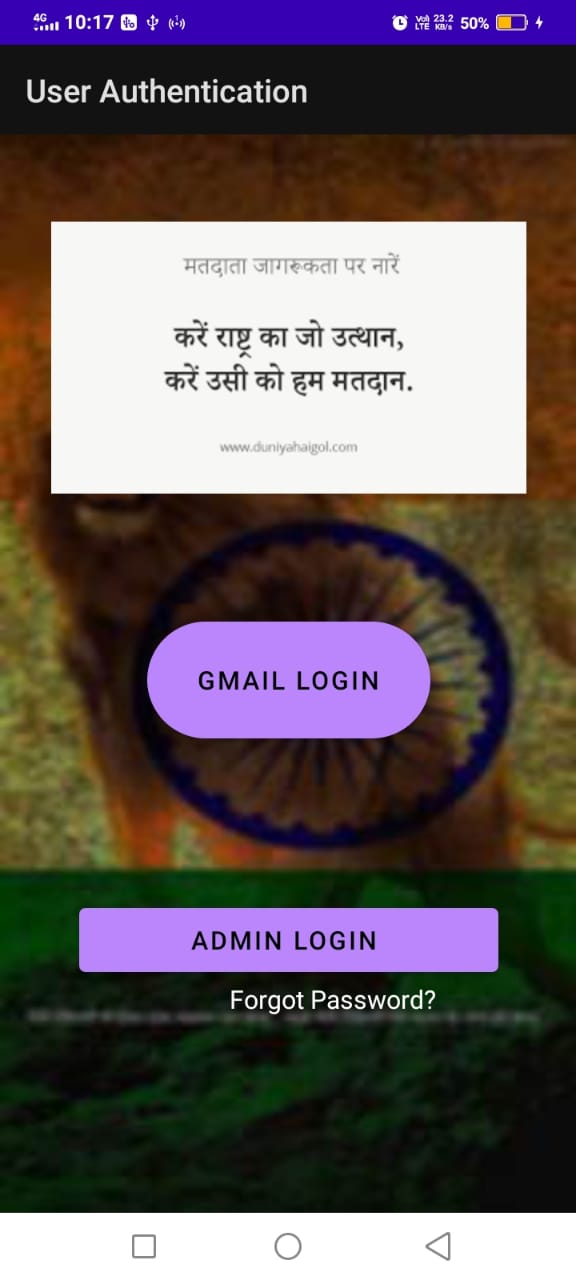 4G 10:17 Vo) LTE 23.2 KB/s 50%
User Authentication
मतदाता जागरूकता पर नारें
करें राष्ट्र का जो उत्थान,
करें उसी को हम मतदान.
www.duniyahaigol.com
GMAIL LOGIN
ADMIN LOGIN
Forgot Password?